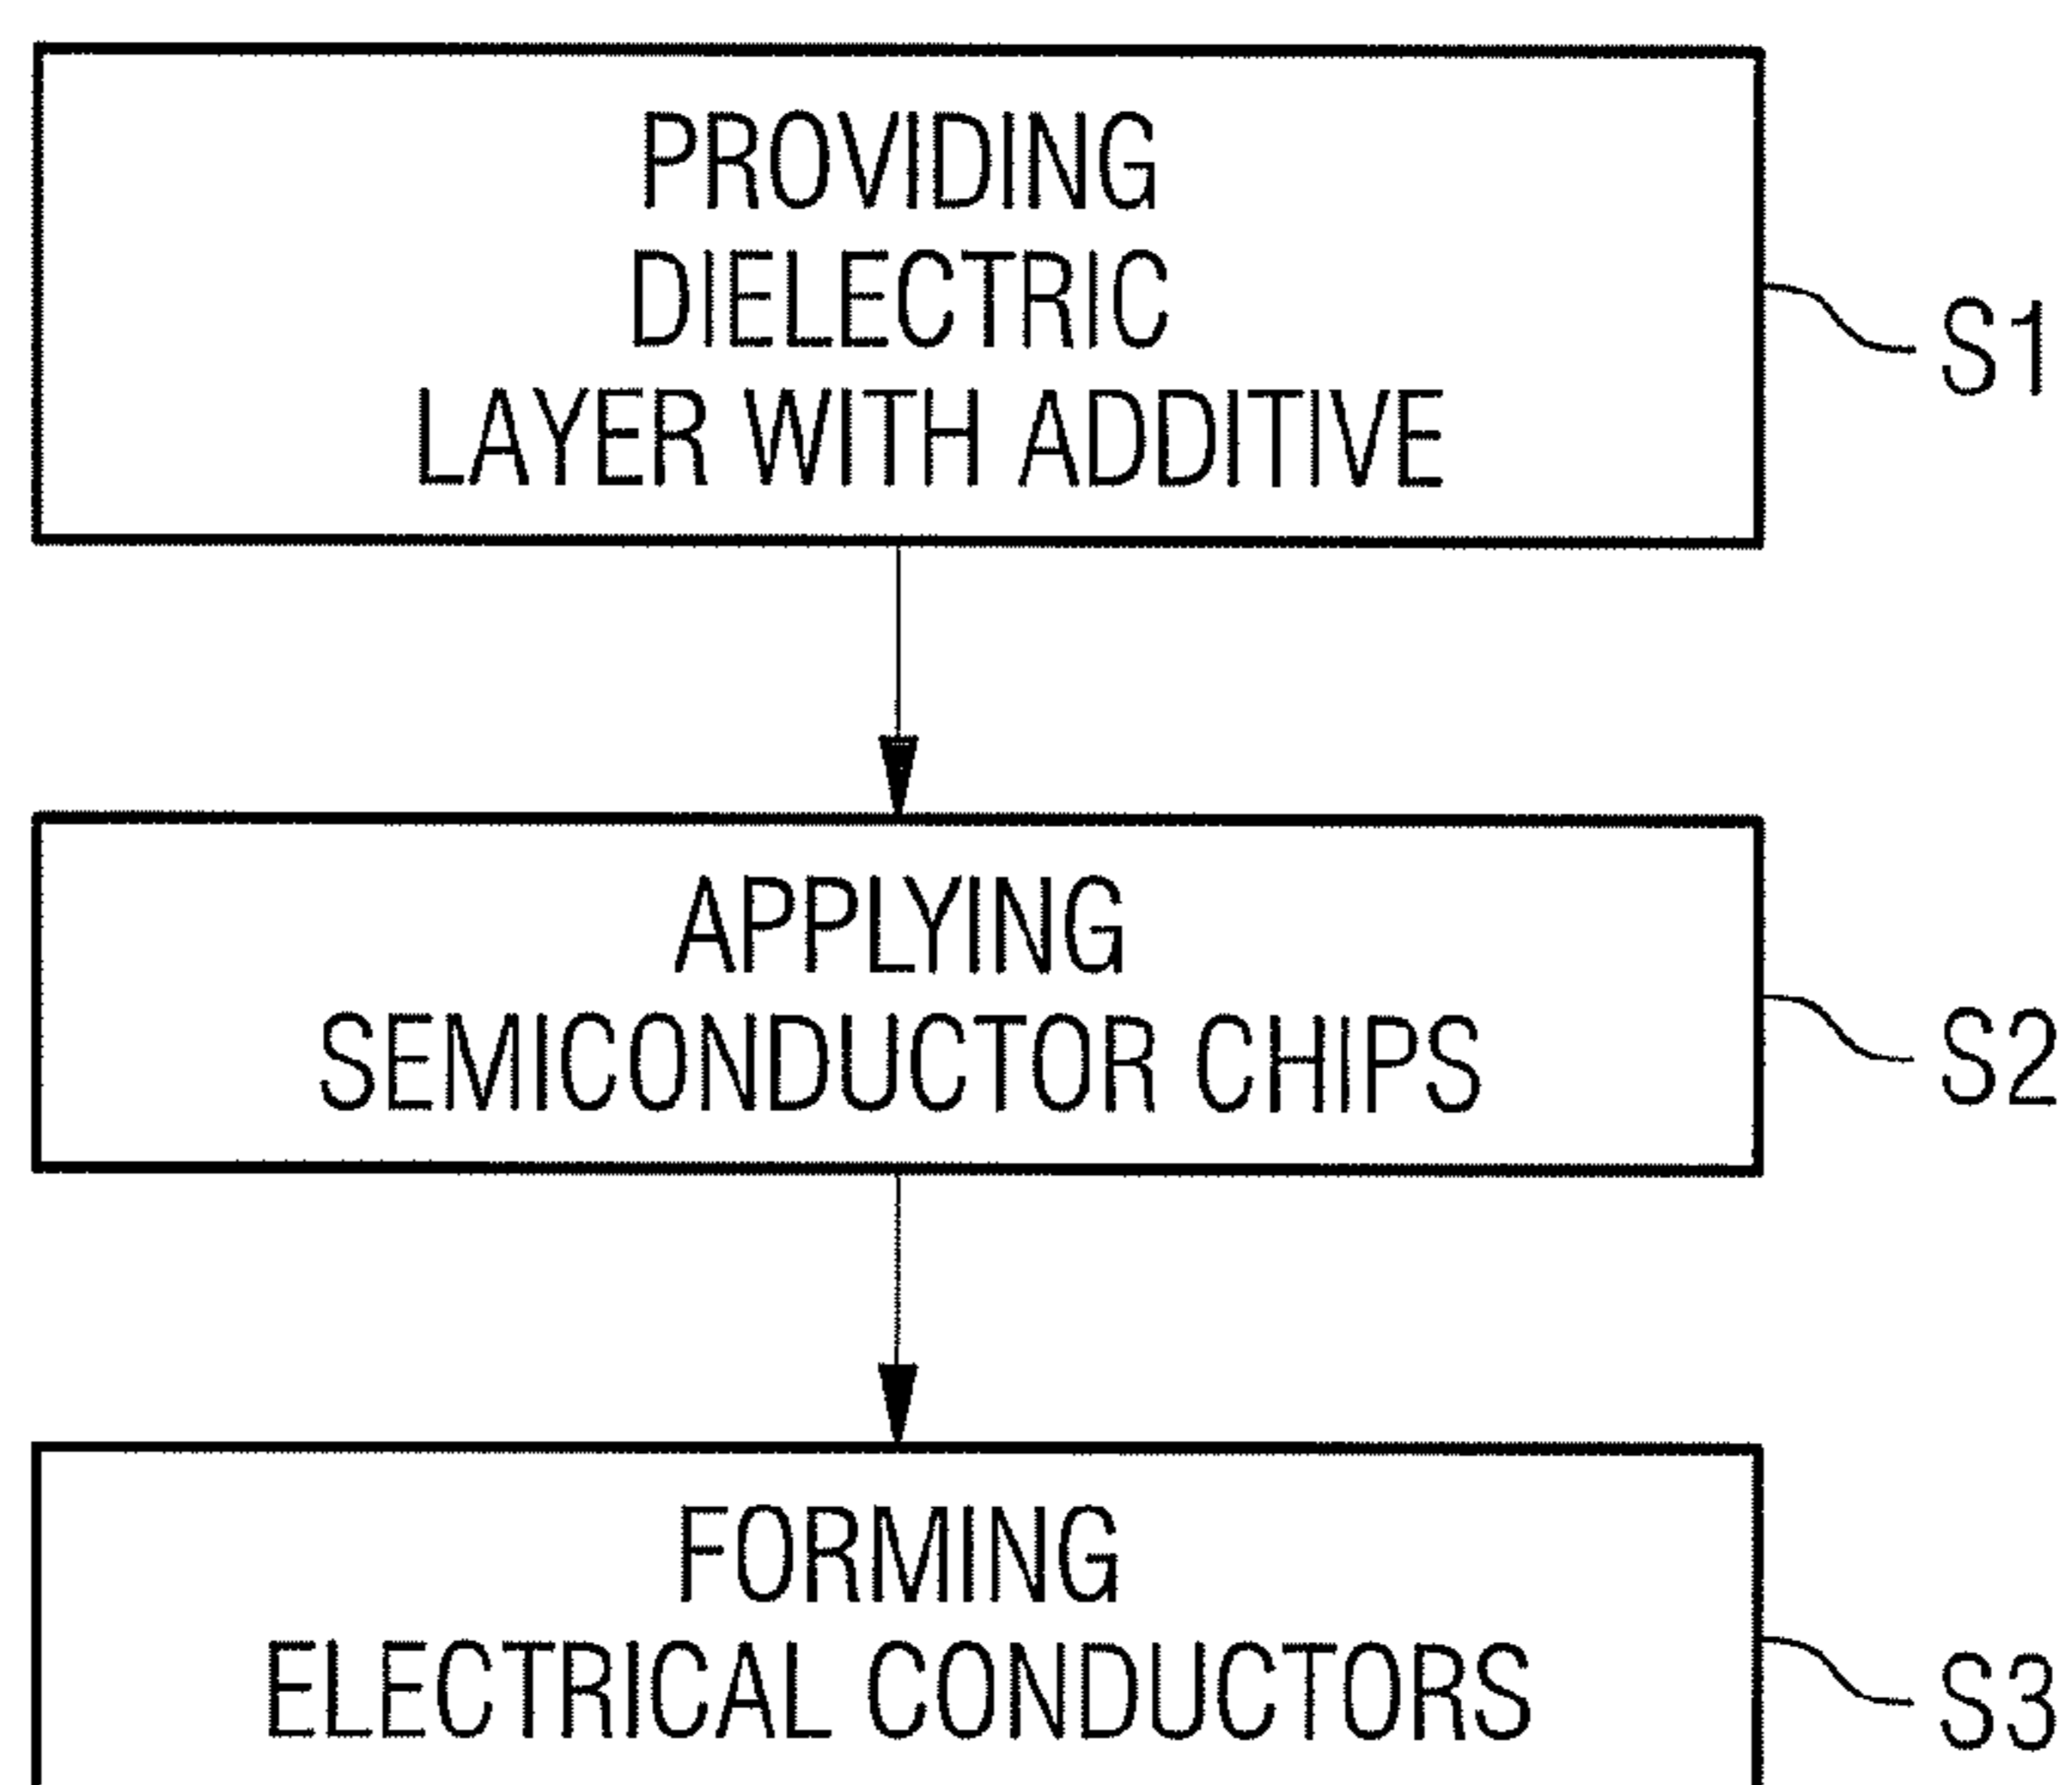 PROVIDING
DIELECTRIC
LAYER WITH ADDITIVE
S1
APPLYING
SEMICONDUCTOR CHIPS
S2
FORMING
ELECTRICAL CONDUCTORS
S3